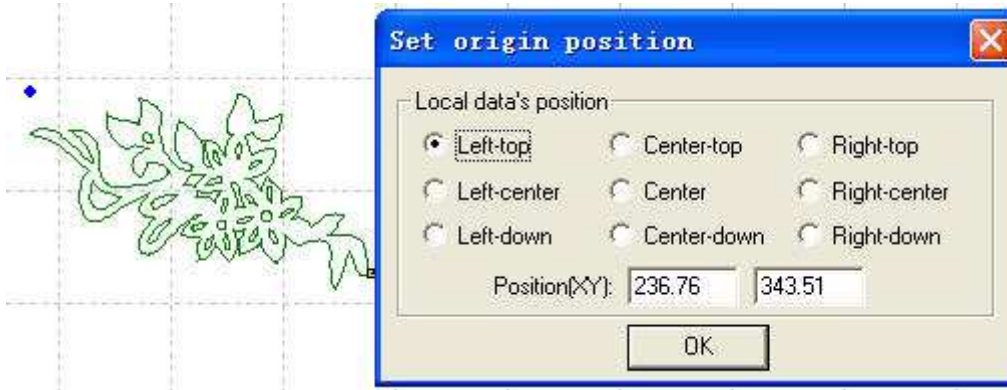 Set origin position
Local data's position
Left-top Center-top Right-top
Left-center Center Right-center
Left-down Center-down Right-down
Position(XY): 236.76 343.51
OK